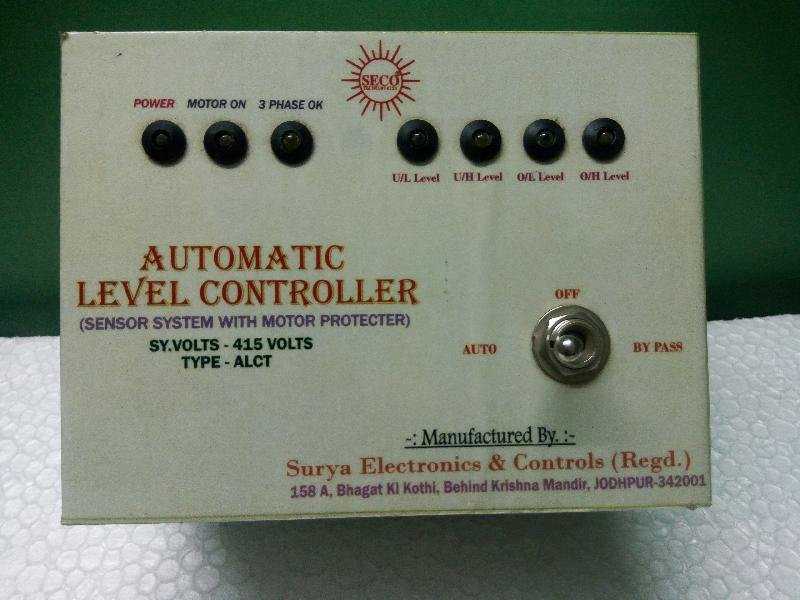 SECO
POWER MOTOR ON 3 PHASE OK
U/L Level U/H Level O/L Level O/H Level
AUTOMATIC
LEVEL CONTROLLER
(SENSOR SYSTEM WITH MOTOR PROTECTER)
SY.VOLTS - 415 VOLTS
TYPE - ALCT
OFF
AUTO BY PASS
-: Manufactured By. :-
Surya Electronics & Controls (Regd.)
158 A, Bhagat Ki Kothi, Behind Krishna Mandir, JODHPUR-342001